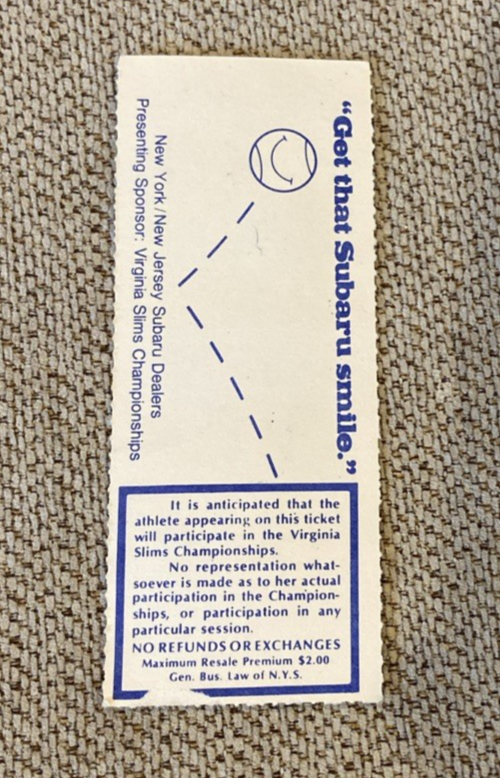 “Get that Subaru smile.”
New York/New Jersey Subaru Dealers
Presenting Sponsor: Virginia Slims Championships
It is anticipated that the
athlete appearing on this ticket
will participate in the Virginia
Slims Championships.
No representation what-
soever is made as to her actual
participation in the Champion-
ships, or participation in any
particular session.
NO REFUNDS OR EXCHANGES
Maximum Resale Premium $2.00
Gen. Bus. Law of N.Y.S.